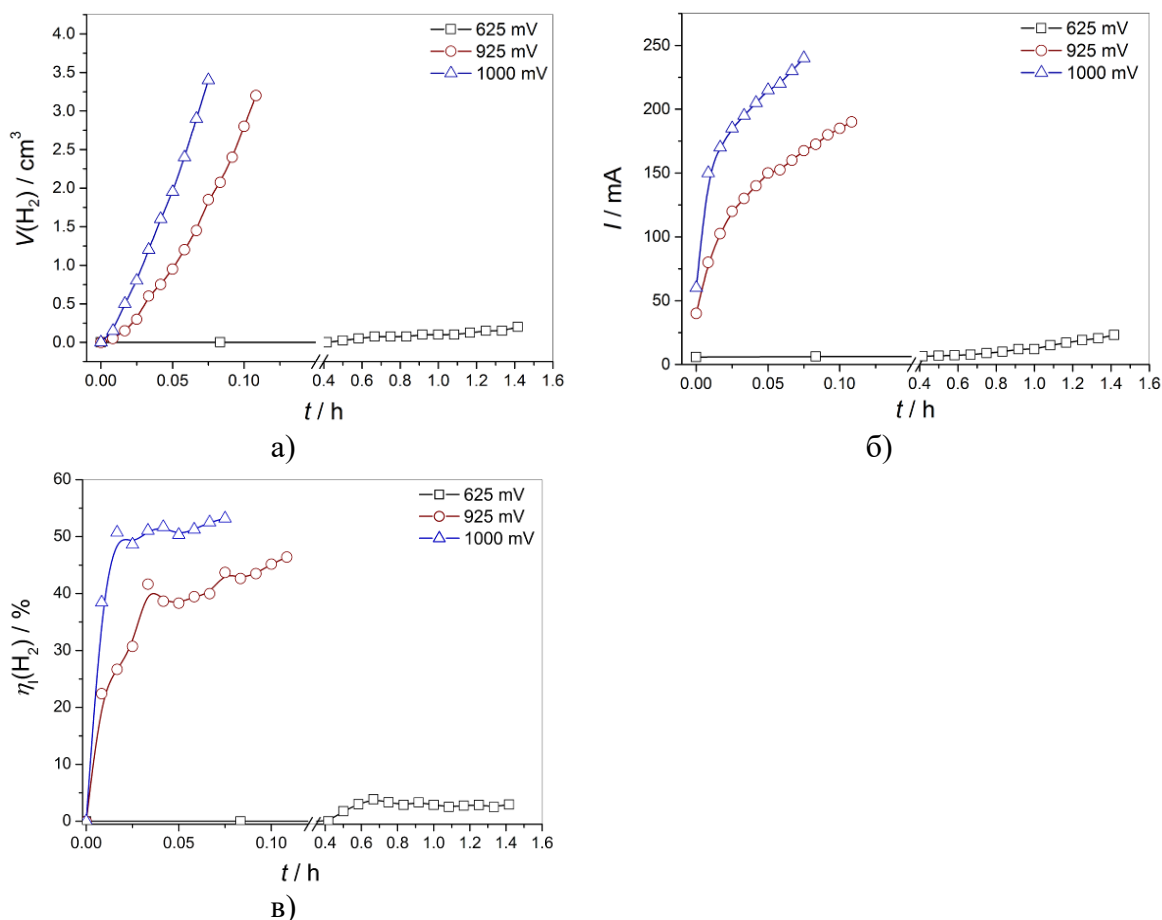 4.0
3.5
3.0
2.5
2.0
1.5
1.0
0.5
0.0
V(H₂) / cm³
625 mV
925 mV
1000 mV
0.00 0.05 0.10 0.4 0.6 0.8 1.0 1.2 1.4 1.6
t / h
а)
250
200
150
100
50
0
I / mA
625 mV
925 mV
1000 mV
0.00 0.05 0.10 0.4 0.6 0.8 1.0 1.2 1.4 1.6
t / h
б)
60
50
40
30
20
10
0
η_I(H₂) / %
625 mV
925 mV
1000 mV
0.00 0.05 0.10 0.4 0.6 0.8 1.0 1.2 1.4 1.6
t / h
в)